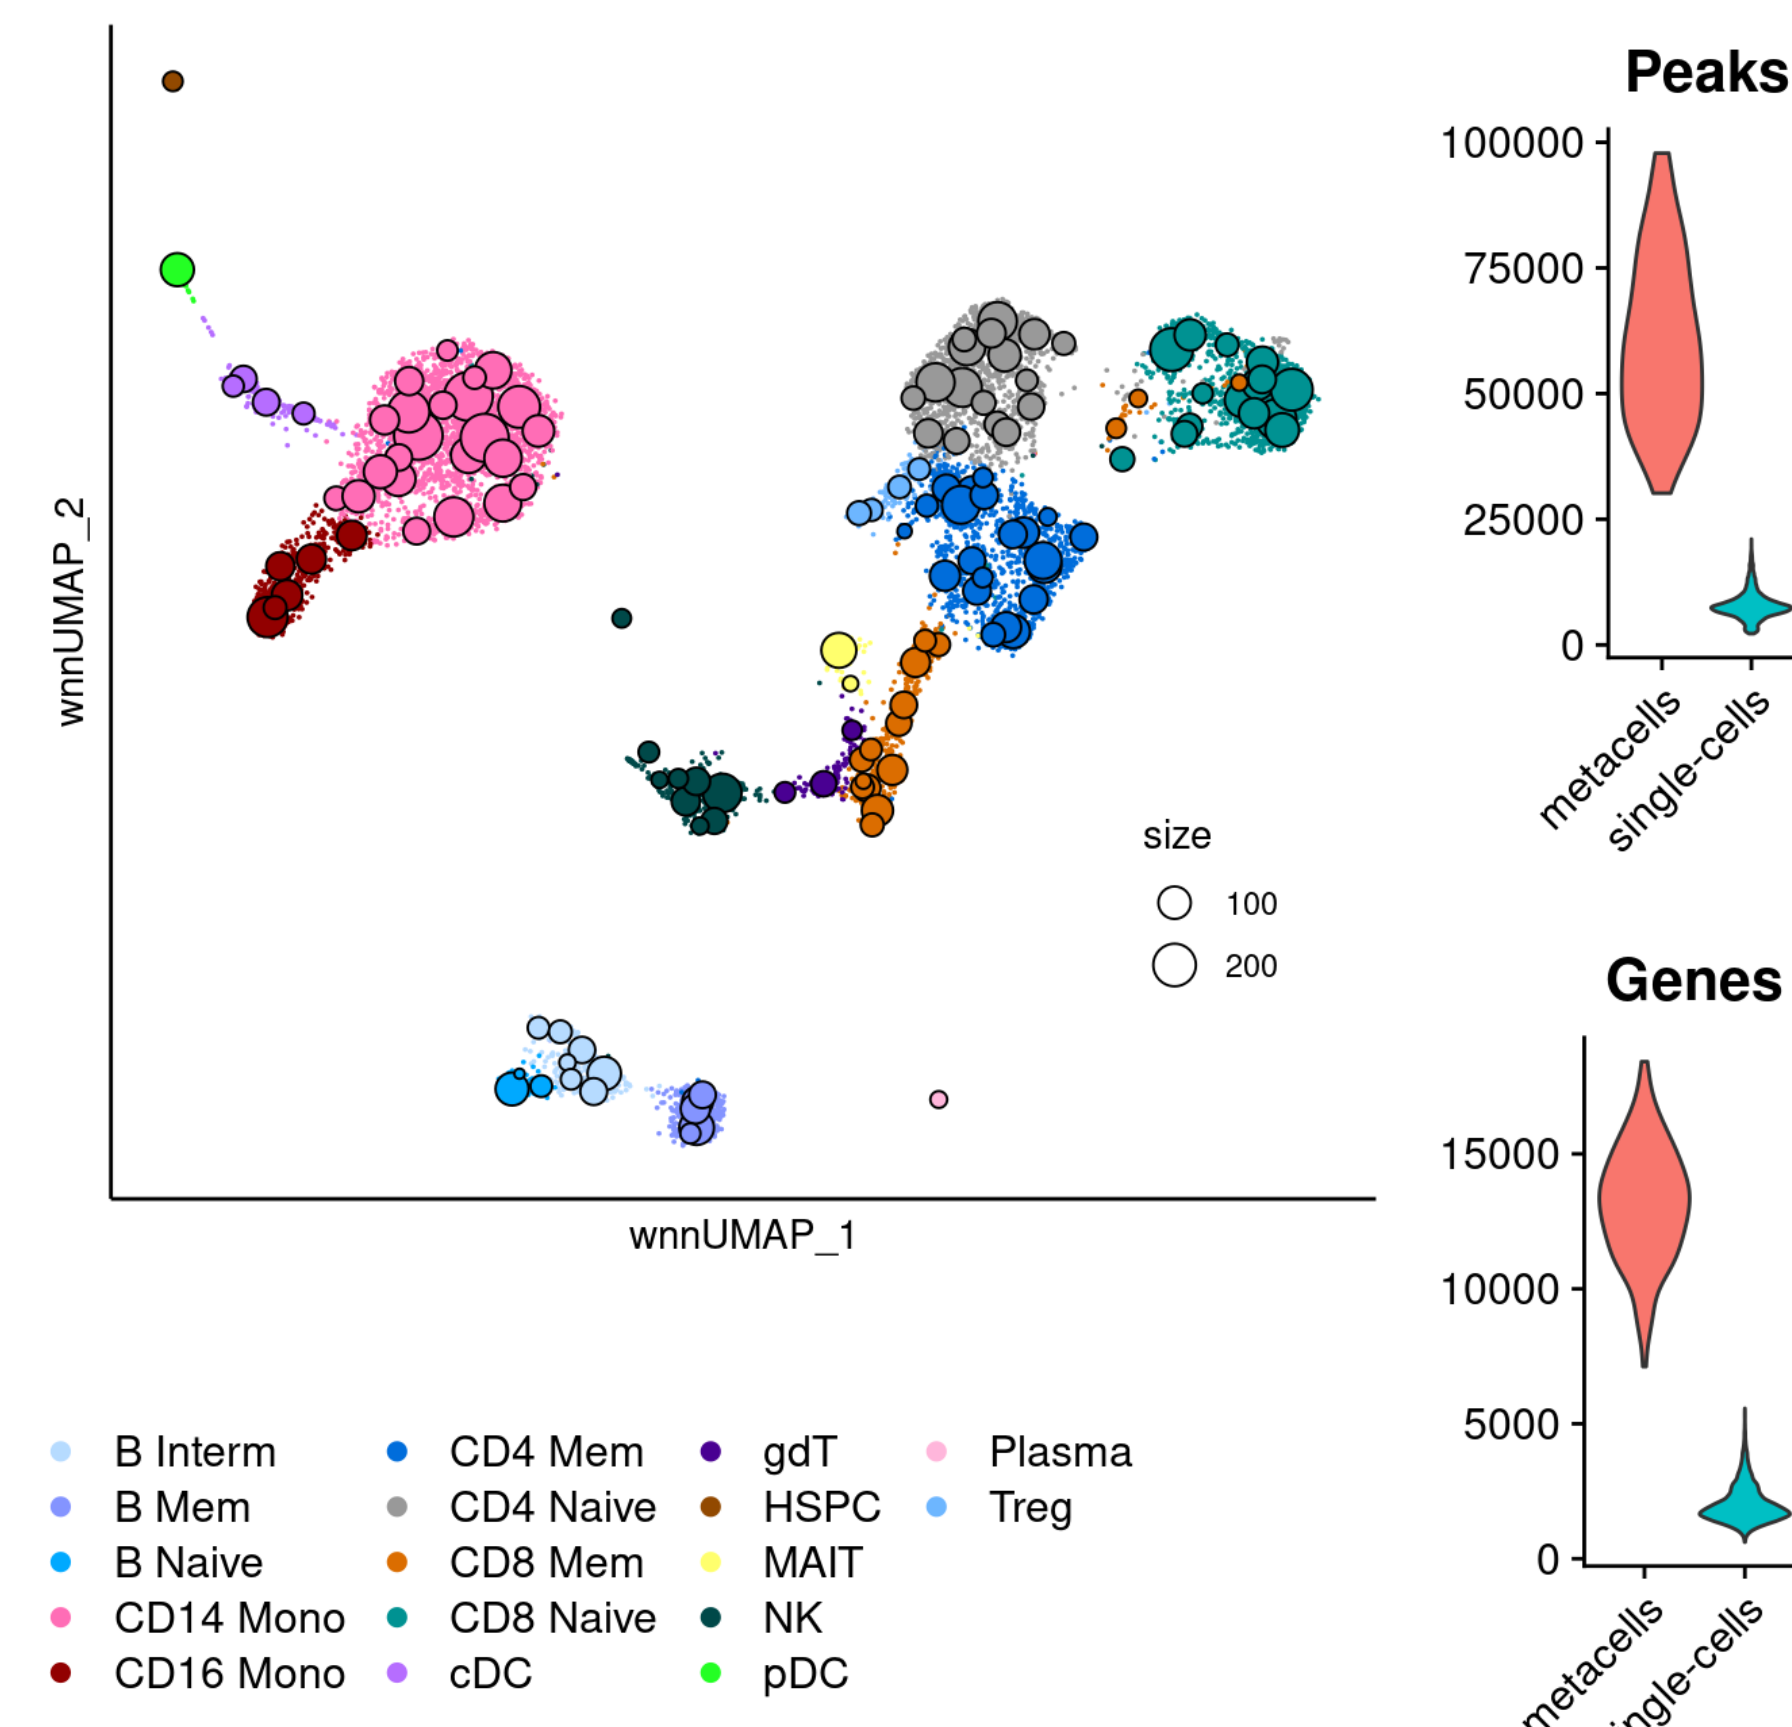 wnnUMAP_2
wnnUMAP_1
size
100
200
Peaks
100000
75000
50000
25000
0
metacells
single-cells
Genes
15000
10000
5000
0
metacells
ingle-cells
B Interm
B Mem
B Naive
CD14 Mono
CD16 Mono
CD4 Mem
CD4 Naive
CD8 Mem
CD8 Naive
cDC
gdT
HSPC
MAIT
NK
pDC
Plasma
Treg